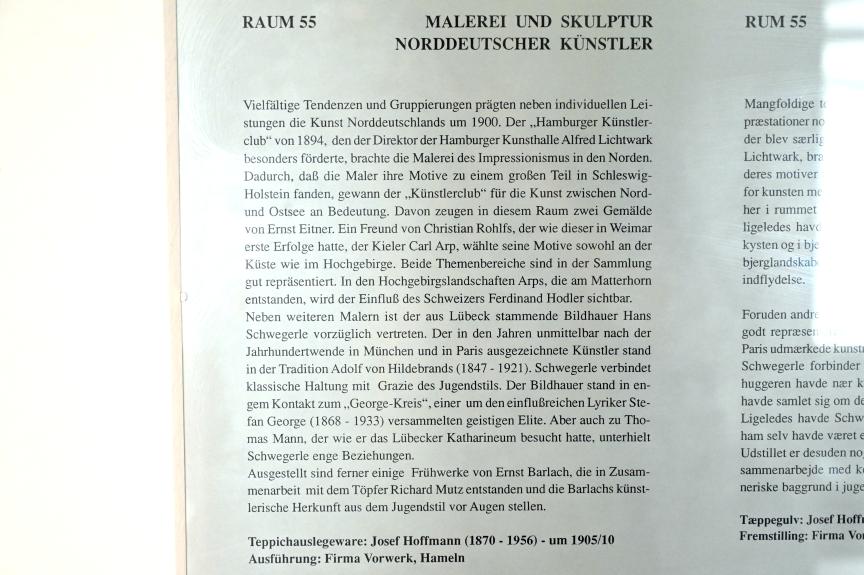 RAUM 55
MALEREI UND SKULPTUR
NORDDEUTSCHER KÜNSTLER
Vielfältige Tendenzen und Gruppierungen prägten neben individuellen Lei-
stungen die Kunst Norddeutschlands um 1900. Der „Hamburger Künstler-
club“ von 1894, den der Direktor der Hamburger Kunsthalle Alfred Lichtwark
besonders förderte, brachte die Malerei des Impressionismus in den Norden.
Dadurch, daß die Maler ihre Motive zu einem großen Teil in Schleswig-
Holstein fanden, gewann der „Künstlerclub“ für die Kunst zwischen Nord-
und Ostsee an Bedeutung. Davon zeugen in diesem Raum zwei Gemälde
von Ernst Eitner. Ein Freund von Christian Rohlfs, der wie dieser in Weimar
erste Erfolge hatte, der Kieler Carl Arp, wählte seine Motive sowohl an der
Küste wie im Hochgebirge. Beide Themenbereiche sind in der Sammlung
gut repräsentiert. In den Hochgebirgslandschaften Arps, die am Matterhorn
entstanden, wird der Einfluß des Schweizers Ferdinand Hodler sichtbar.
Neben weiteren Malern ist der aus Lübeck stammende Bildhauer Hans
Schwegerle vorzüglich vertreten. Der in den Jahren unmittelbar nach der
Jahrhundertwende in München und in Paris ausgezeichnete Künstler stand
in der Tradition Adolf von Hildebrands (1847 - 1921). Schwegerle verbindet
klassische Haltung mit Grazie des Jugendstils. Der Bildhauer stand in en-
gem Kontakt zum „George-Kreis“, einer um den einflußreichen Lyriker Ste-
fan George (1868 - 1933) versammelten geistigen Elite. Aber auch zu Tho-
mas Mann, der wie er das Lübecker Katharineum besucht hatte, unterhielt
Schwegerle enge Beziehungen.
Ausgestellt sind ferner einige Frühwerke von Ernst Barlach, die in Zusam-
menarbeit mit dem Töpfer Richard Mutz entstanden und die Barlachs künst-
lerische Herkunft aus dem Jugendstil vor Augen stellen.
Teppichauslegeware: Josef Hoffmann (1870 - 1956) - um 1905/10
Ausführung: Firma Vorwerk, Hameln
RUM 55
Mangfoldige
præstationer
der blev
Lichtwark,
deres motiver
for kunsten
her i rummet
ligeledes
kysten og i
indflydelse.
Foruden
godt
Paris udmærkede
Schwegerle forbinder
huggeren havde nær
havde samlet sig om
Ligeledes havde
ham selv havde været
Udstillet er desuden
sammenarbejde med
neriske baggrund i
Tæppegulv: Josef
Fremstilling: Firma